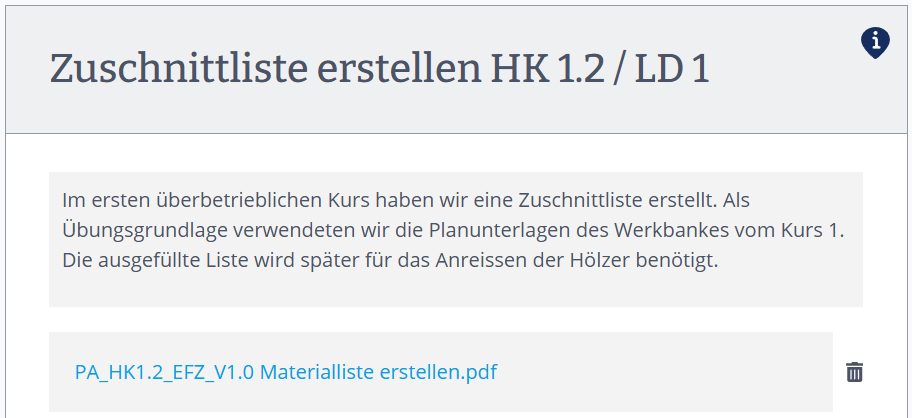 Zuschnittliste erstellen HK 1.2 / LD 1
Im ersten überbetrieblichen Kurs haben wir eine Zuschnittliste erstellt. Als
Übungsgrundlage verwendeten wir die Planunterlagen des Werkbankes vom Kurs 1.
Die ausgefüllte Liste wird später für das Anreissen der Hölzer benötigt.
PA_HK1.2_EFZ_V1.0 Materialliste erstellen.pdf